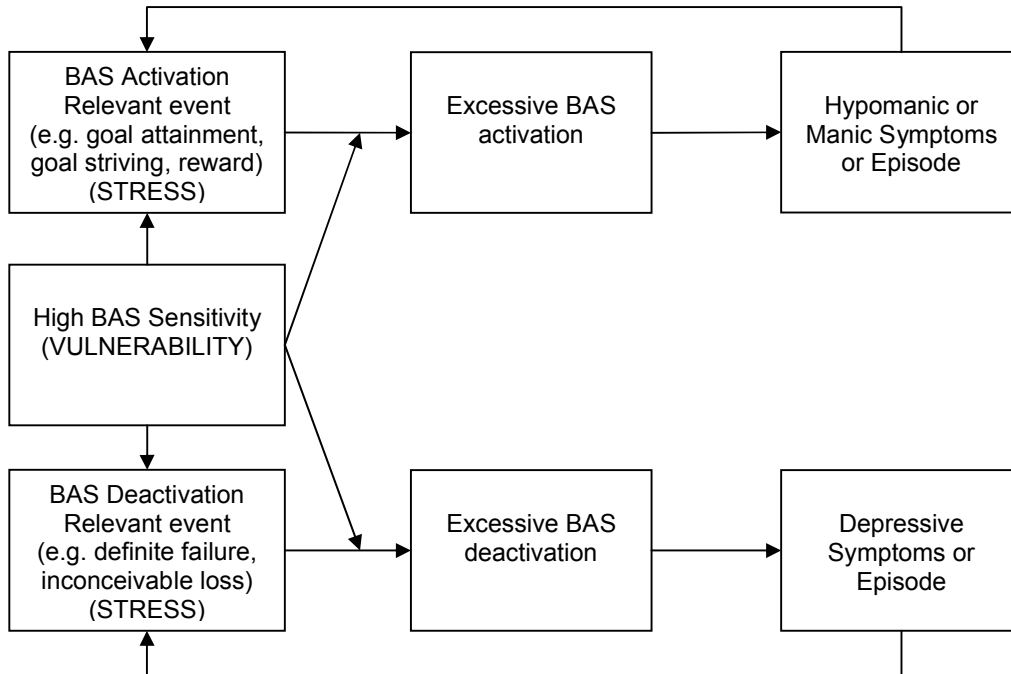 BAS Activation
Relevant event
(e.g. goal attainment,
goal striving, reward)
(STRESS)
Excessive BAS
activation
Hypomanic or
Manic Symptoms
or Episode
High BAS Sensitivity
(VULNERABILITY)
BAS Deactivation
Relevant event
(e.g. definite failure,
inconceivable loss)
(STRESS)
Excessive BAS
deactivation
Depressive
Symptoms or
Episode